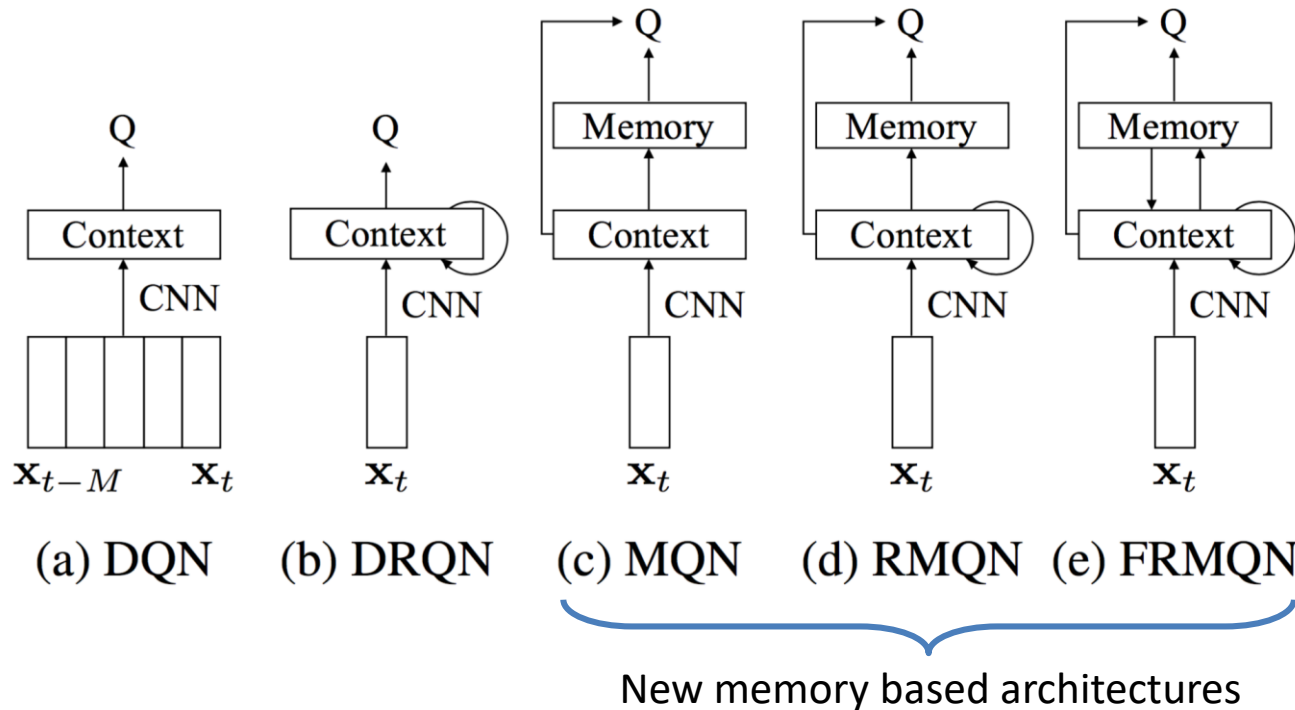 Q Q Q
Memory Memory Memory
Q Q
Context Context Context Context Context
CNN CNN CNN CNN CNN
x_{t-M} x_t x_t x_t x_t x_t
(a) DQN (b) DRQN (c) MQN (d) RMQN (e) FRMQN
New memory based architectures